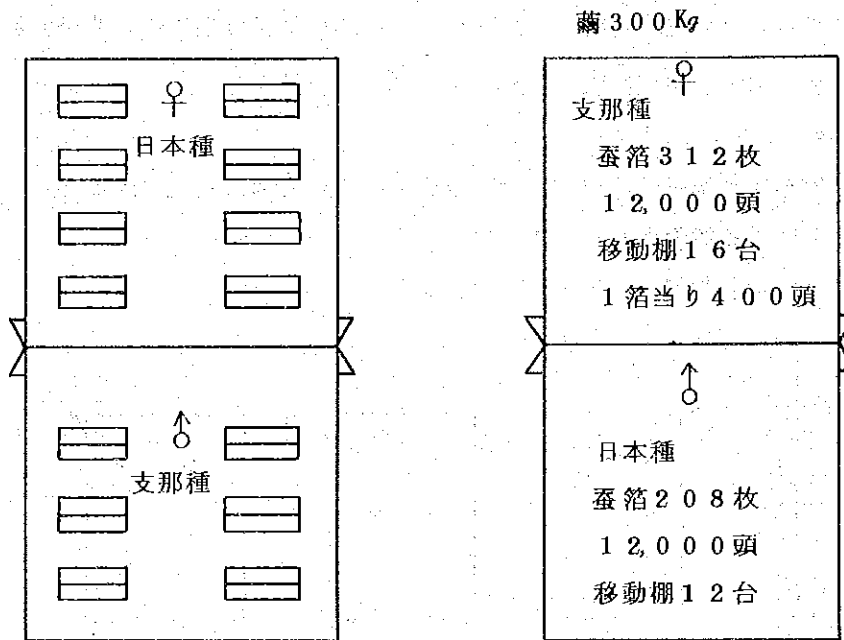 繭300Kg
♀
日本種
♂
支那種
♀
支那種
蚕箔312枚
12,000頭
移動棚16台
1箔当り400頭
♂
日本種
蚕箔208枚
12,000頭
移動棚12台